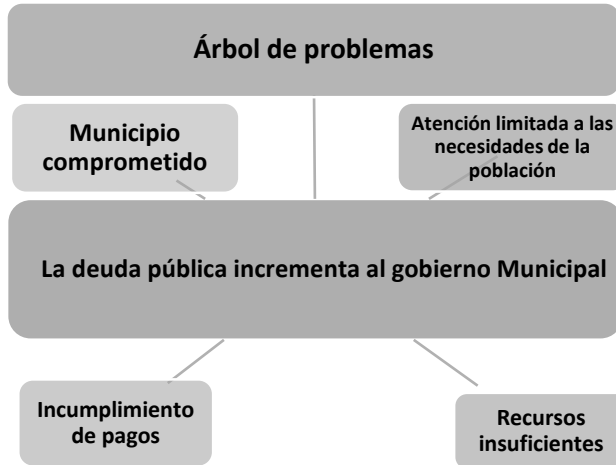 Árbol de problemas
Municipio
comprometido
Atención limitada a las
necesidades de la
población
La deuda pública incrementa al gobierno Municipal
Incumplimiento
de pagos
Recursos
insuficientes